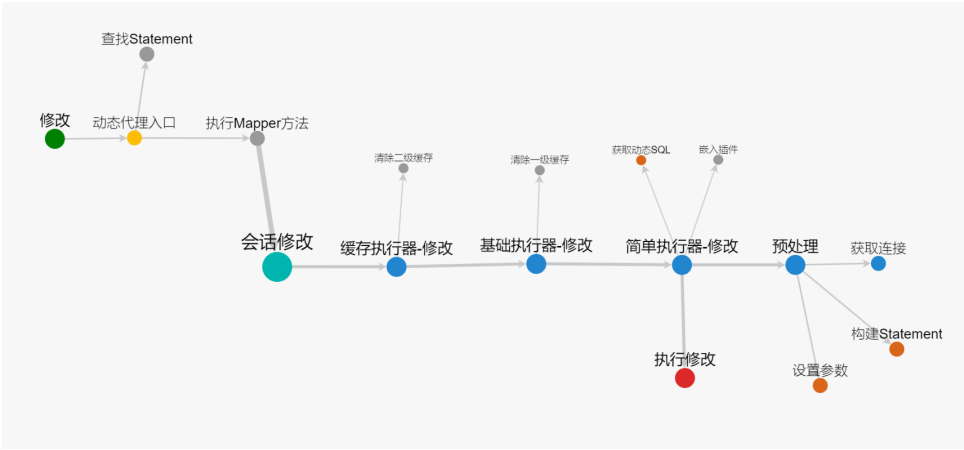 查找Statement
修改
动态代理入口
执行Mapper方法
清除二级缓存
清除一级缓存
获取动态SQL
嵌入插件
会话修改
缓存执行器-修改
基础执行器-修改
简单执行器-修改
预处理
获取连接
构建Statement
执行修改
设置参数